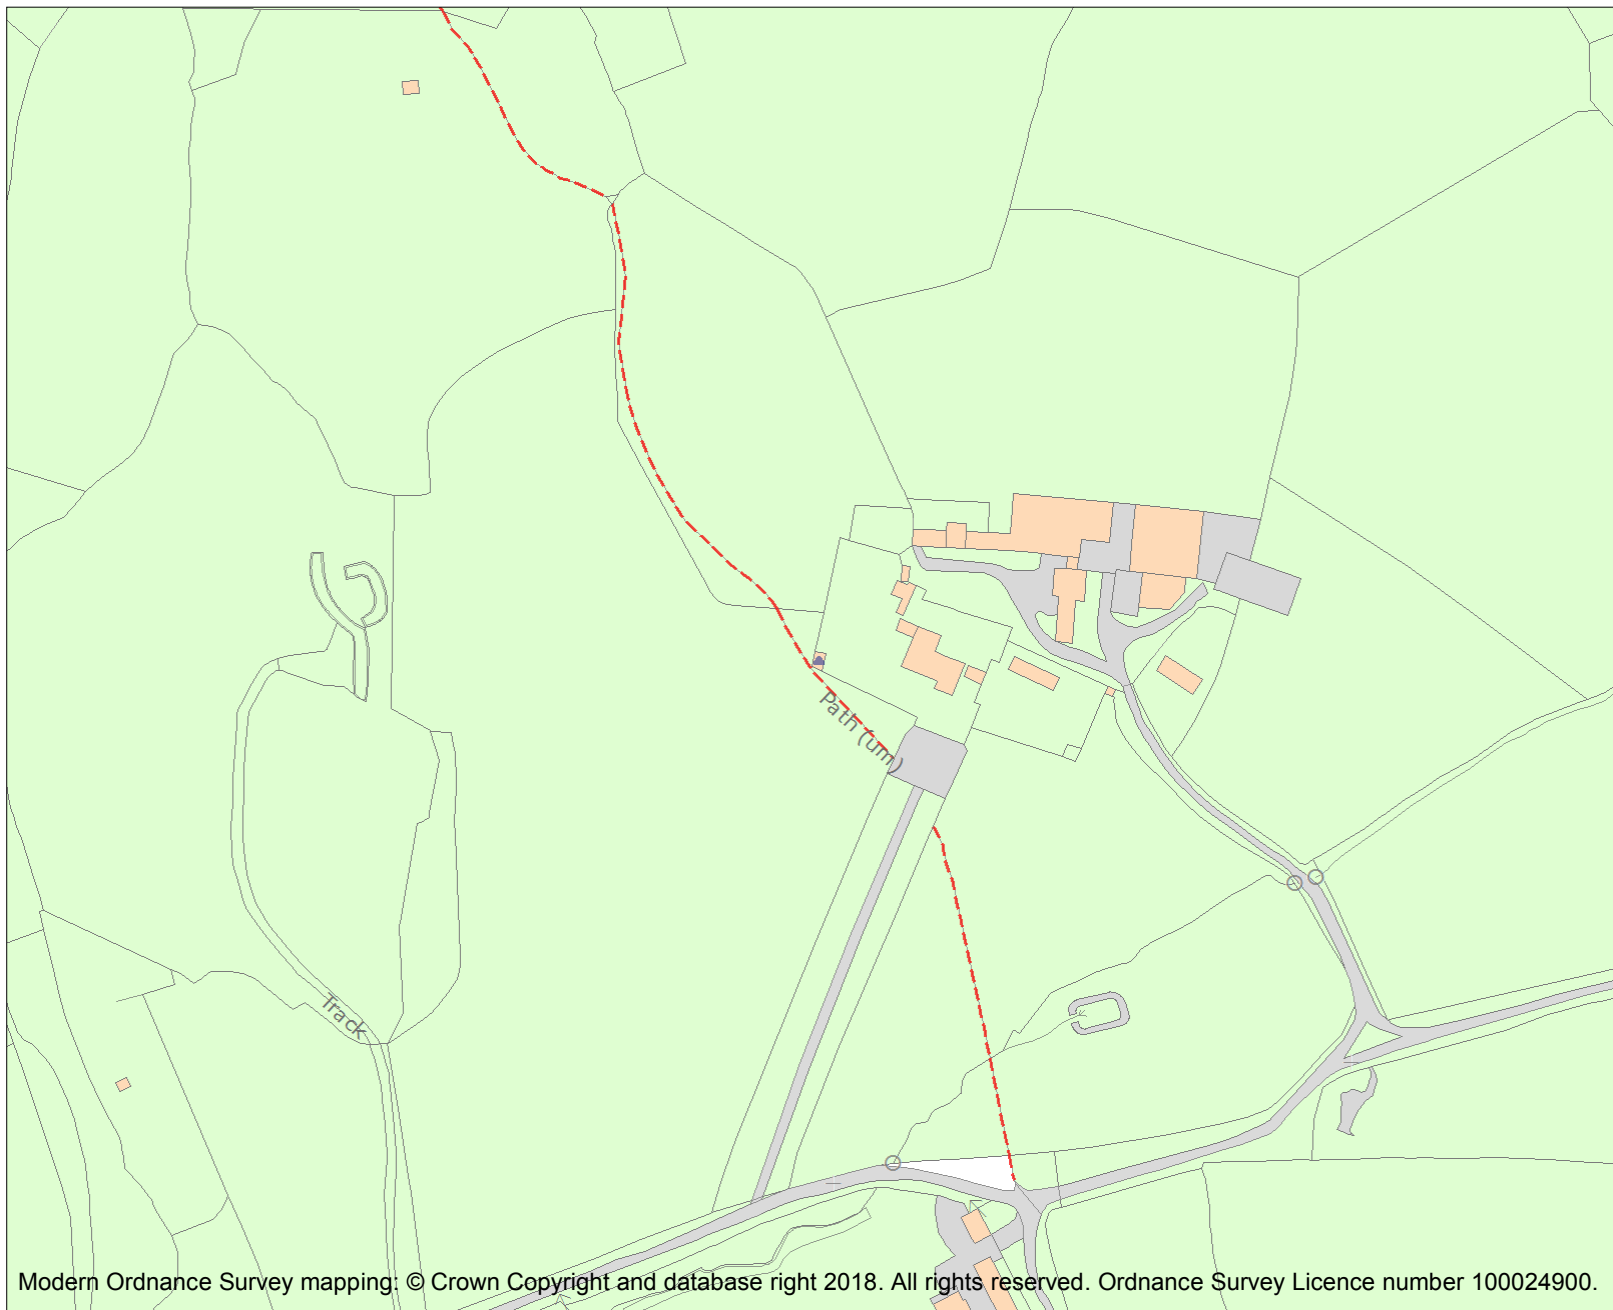 Path (um)
Track
Modern Ordnance Survey mapping: © Crown Copyright and database right 2018. All rights reserved. Ordnance Survey Licence number 100024900.